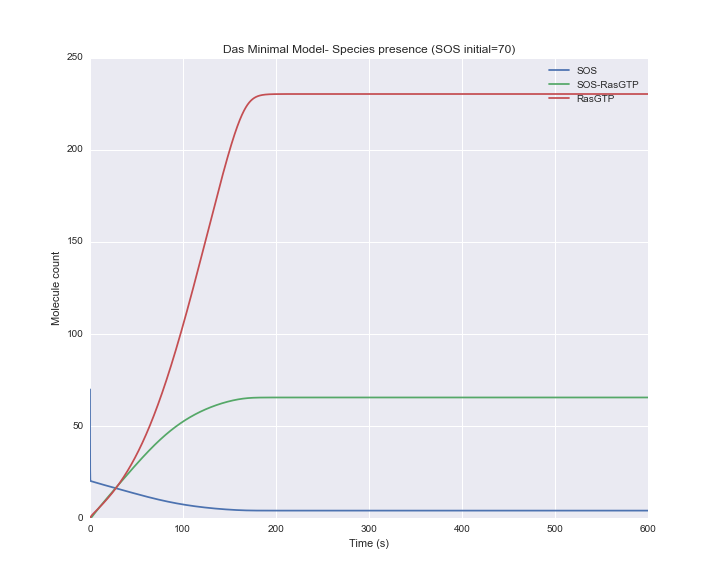 Das Minimal Model- Species presence (SOS initial=70)
250
200
150
100
50
0
Molecule count
SOS
SOS-RasGTP
RasGTP
0 100 200 300 400 500 600
Time (s)